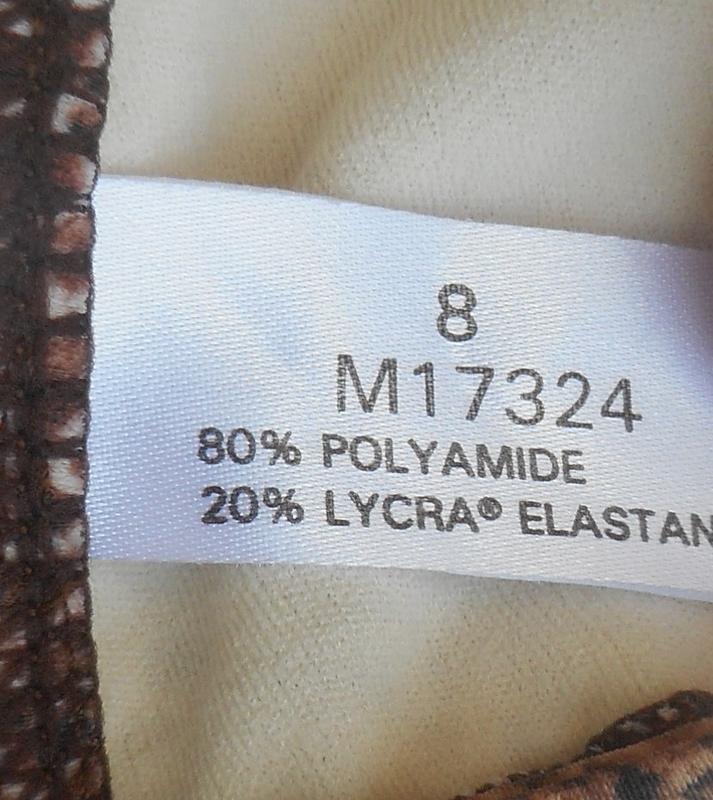 8
M17324
80% POLYAMIDE
20% LYCRA® ELASTAN